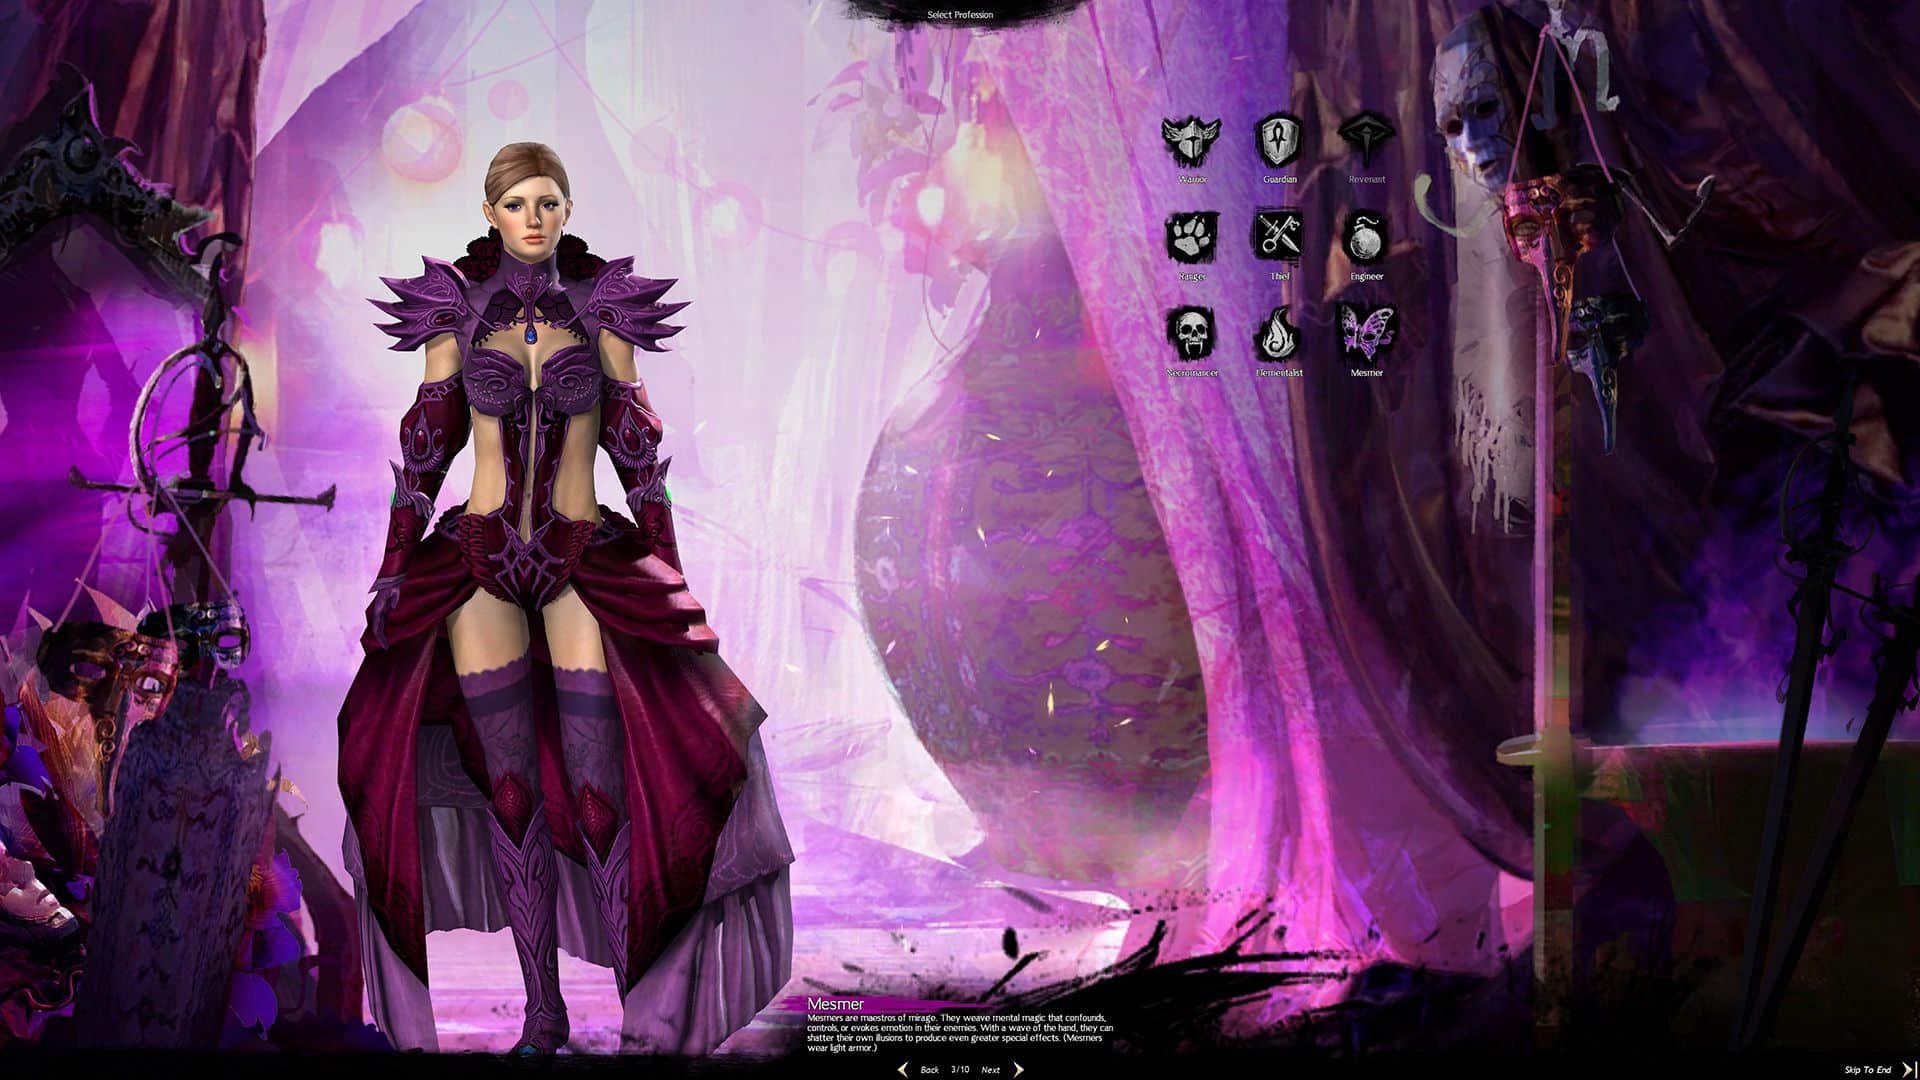 Select Profession
Warrior
Guardian
Revenant
Ranger
Thief
Engineer
Necromancer
Elementalist
Mesmer
Mesmer
Mesmers are maestros of mirage. They weave mental magic that confounds,
controls, or evokes emotion in their enemies. With a wave of the hand, they can
shatter their own illusions to produce even greater special effects. (Mesmers
wear light armor.)
Back 3/10 Next
Skip To End